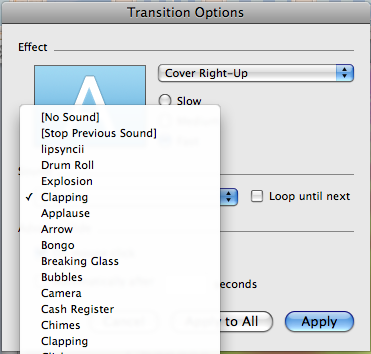 Transition Options
Effect
Cover Right-Up
Slow
[No Sound]
[Stop Previous Sound]
lipsyncii
Drum Roll
Explosion
✓ Clapping
Loop until next
Applause
Arrow
Bongo
Breaking Glass
Bubbles
Camera
seconds
Cash Register
Chimes
to All
Apply
Clapping